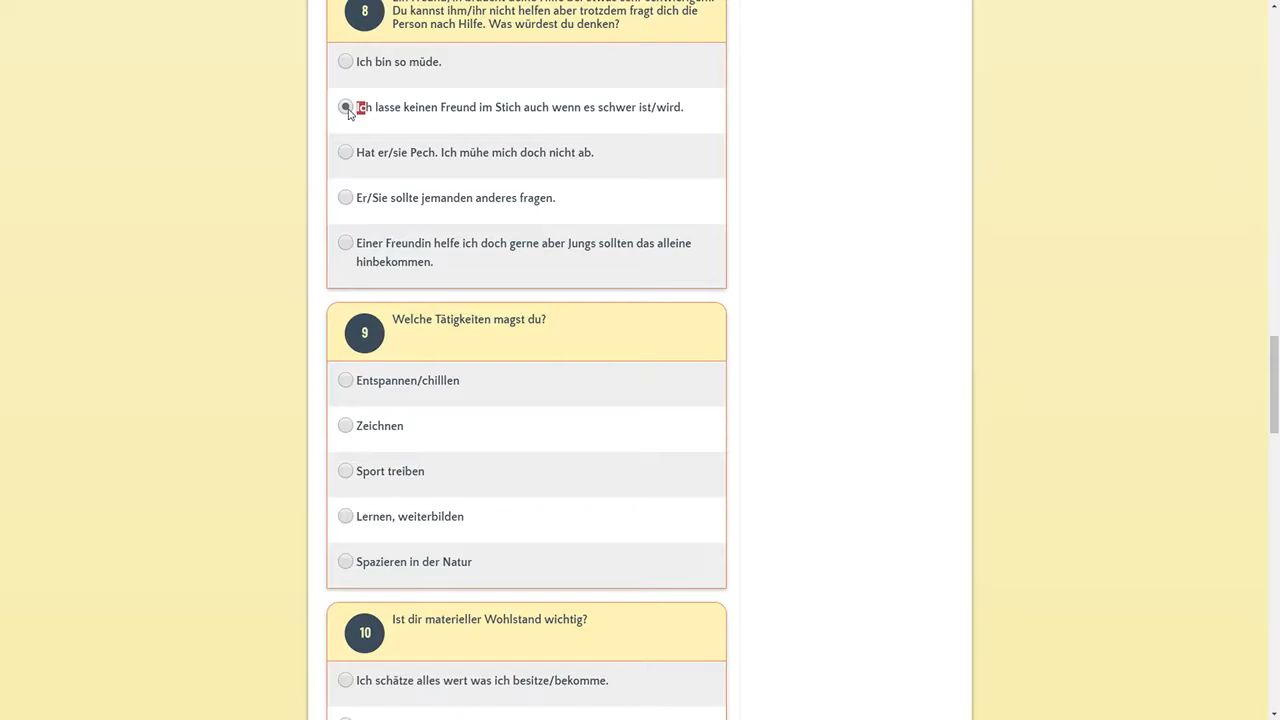 8
Du kannst ihm/ihr nicht helfen aber trotzdem fragt dich die
Person nach Hilfe. Was würdest du denken?
Ich bin so müde.
Ich lasse keinen Freund im Stich auch wenn es schwer ist/wird.
Hat er/sie Pech. Ich mühe mich doch nicht ab.
Er/Sie sollte jemanden anderes fragen.
Einer Freundin helfe ich doch gerne aber Jungs sollten das alleine
hinbekommen.
9
Welche Tätigkeiten magst du?
Entspannen/chilllen
Zeichnen
Sport treiben
Lernen, weiterbilden
Spazieren in der Natur
10
Ist dir materieller Wohlstand wichtig?
Ich schätze alles wert was ich besitze/bekomme.